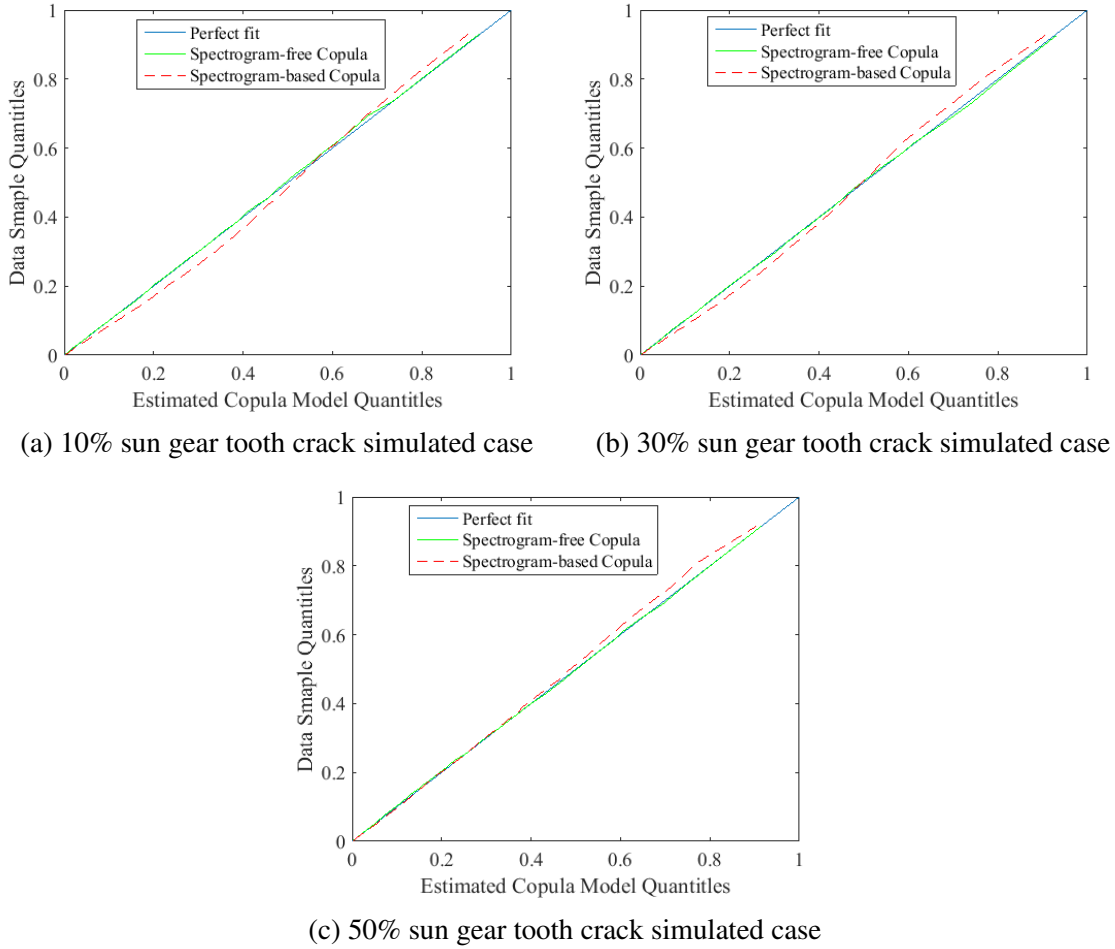 Perfect fit
Spectrogram-free Copula
Spectrogram-based Copula
Data Smaple Quantitles
1
0.8
0.6
0.4
0.2
0
0 0.2 0.4 0.6 0.8 1
Estimated Copula Model Quantitles
(a) 10% sun gear tooth crack simulated case
Perfect fit
Spectrogram-free Copula
Spectrogram-based Copula
Data Smaple Quantitles
1
0.8
0.6
0.4
0.2
0
0 0.2 0.4 0.6 0.8 1
Estimated Copula Model Quantitles
(b) 30% sun gear tooth crack simulated case
Perfect fit
Spectrogram-free Copula
Spectrogram-based Copula
Data Smaple Quantitles
1
0.8
0.6
0.4
0.2
0
0 0.2 0.4 0.6 0.8 1
Estimated Copula Model Quantitles
(c) 50% sun gear tooth crack simulated case